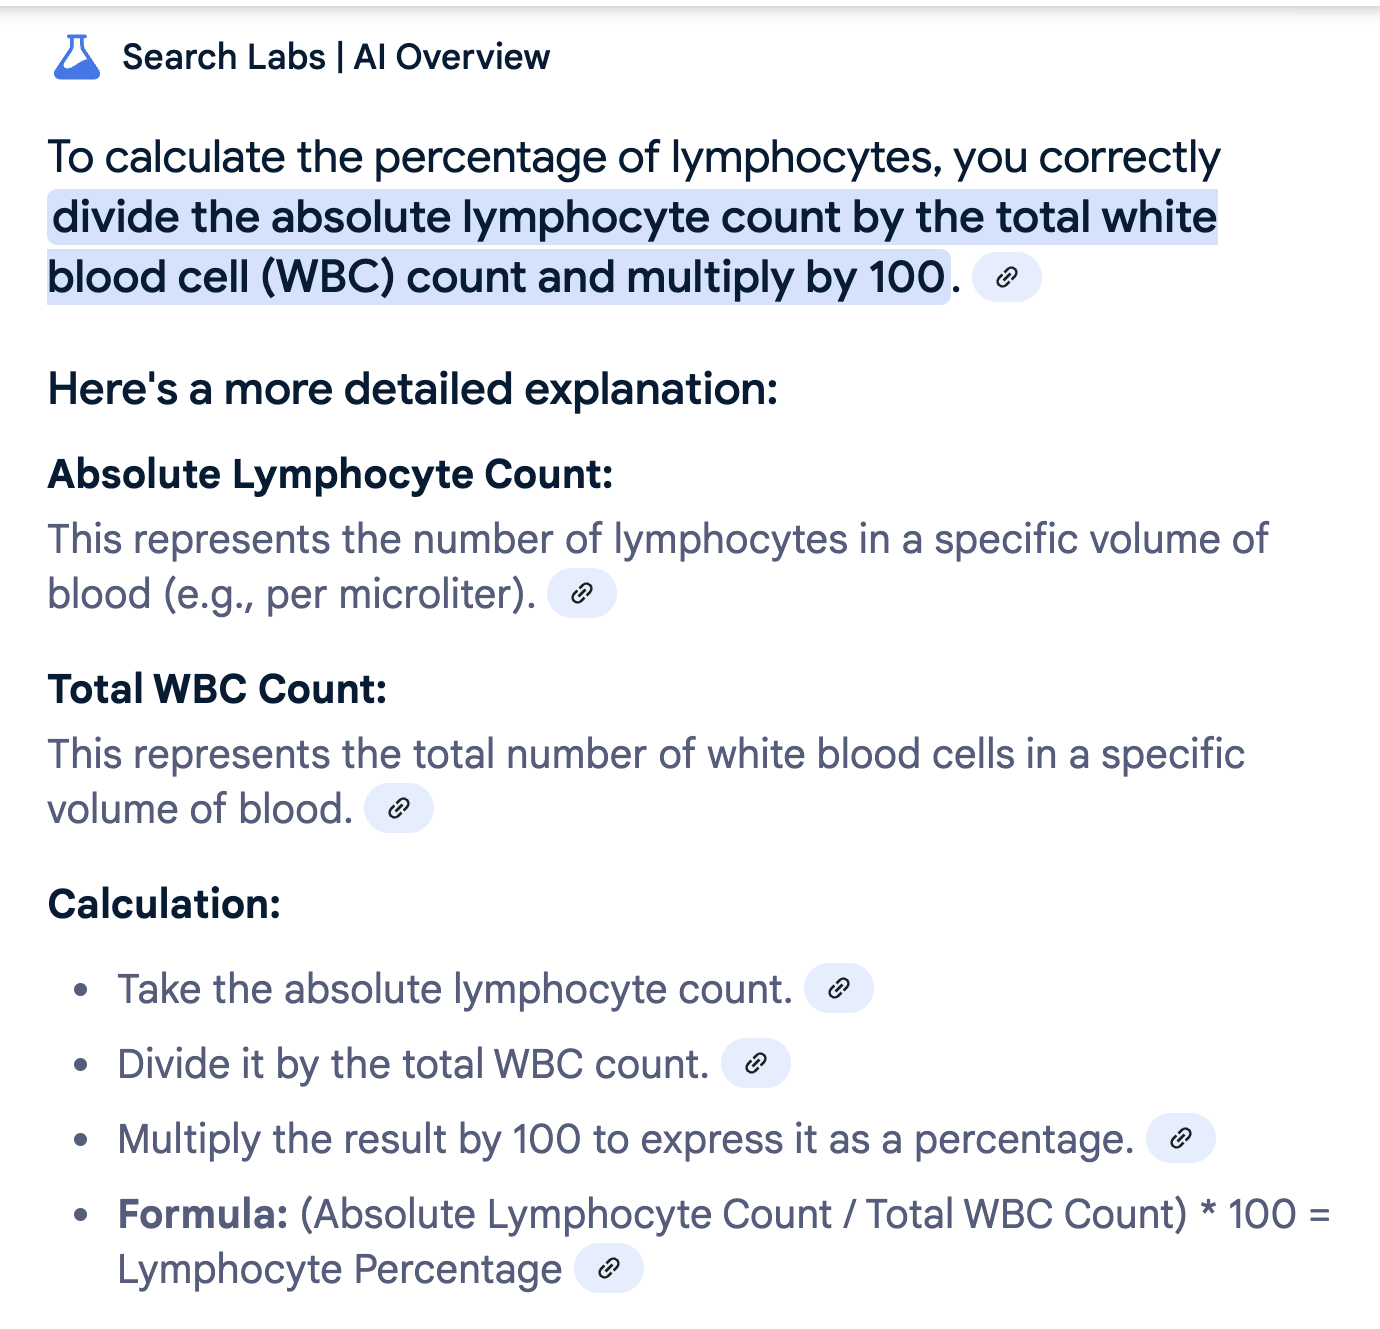 Search Labs | AI Overview
To calculate the percentage of lymphocytes, you correctly
divide the absolute lymphocyte count by the total white
blood cell (WBC) count and multiply by 100.
Here's a more detailed explanation:
Absolute Lymphocyte Count:
This represents the number of lymphocytes in a specific volume of
blood (e.g., per microliter).
Total WBC Count:
This represents the total number of white blood cells in a specific
volume of blood.
Calculation:
• Take the absolute lymphocyte count.
• Divide it by the total WBC count.
• Multiply the result by 100 to express it as a percentage.
• Formula: (Absolute Lymphocyte Count / Total WBC Count) * 100 =
Lymphocyte Percentage